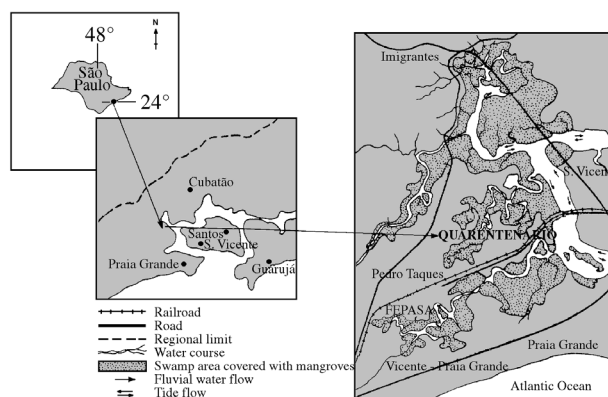 N
48°
São
Paulo
24°
Cubatão
Santos
S. Vicente
Praia Grande
Guarujá
Railroad
Road
Regional limit
Water course
Swamp area covered with mangroves
Fluvial water flow
Tide flow
Imigrantes
S. Vicent
QUARENTENÁRIO
Pedro Taques
FEPASA
Praia Grande
Vicente - Praia Grande
Atlantic Ocean